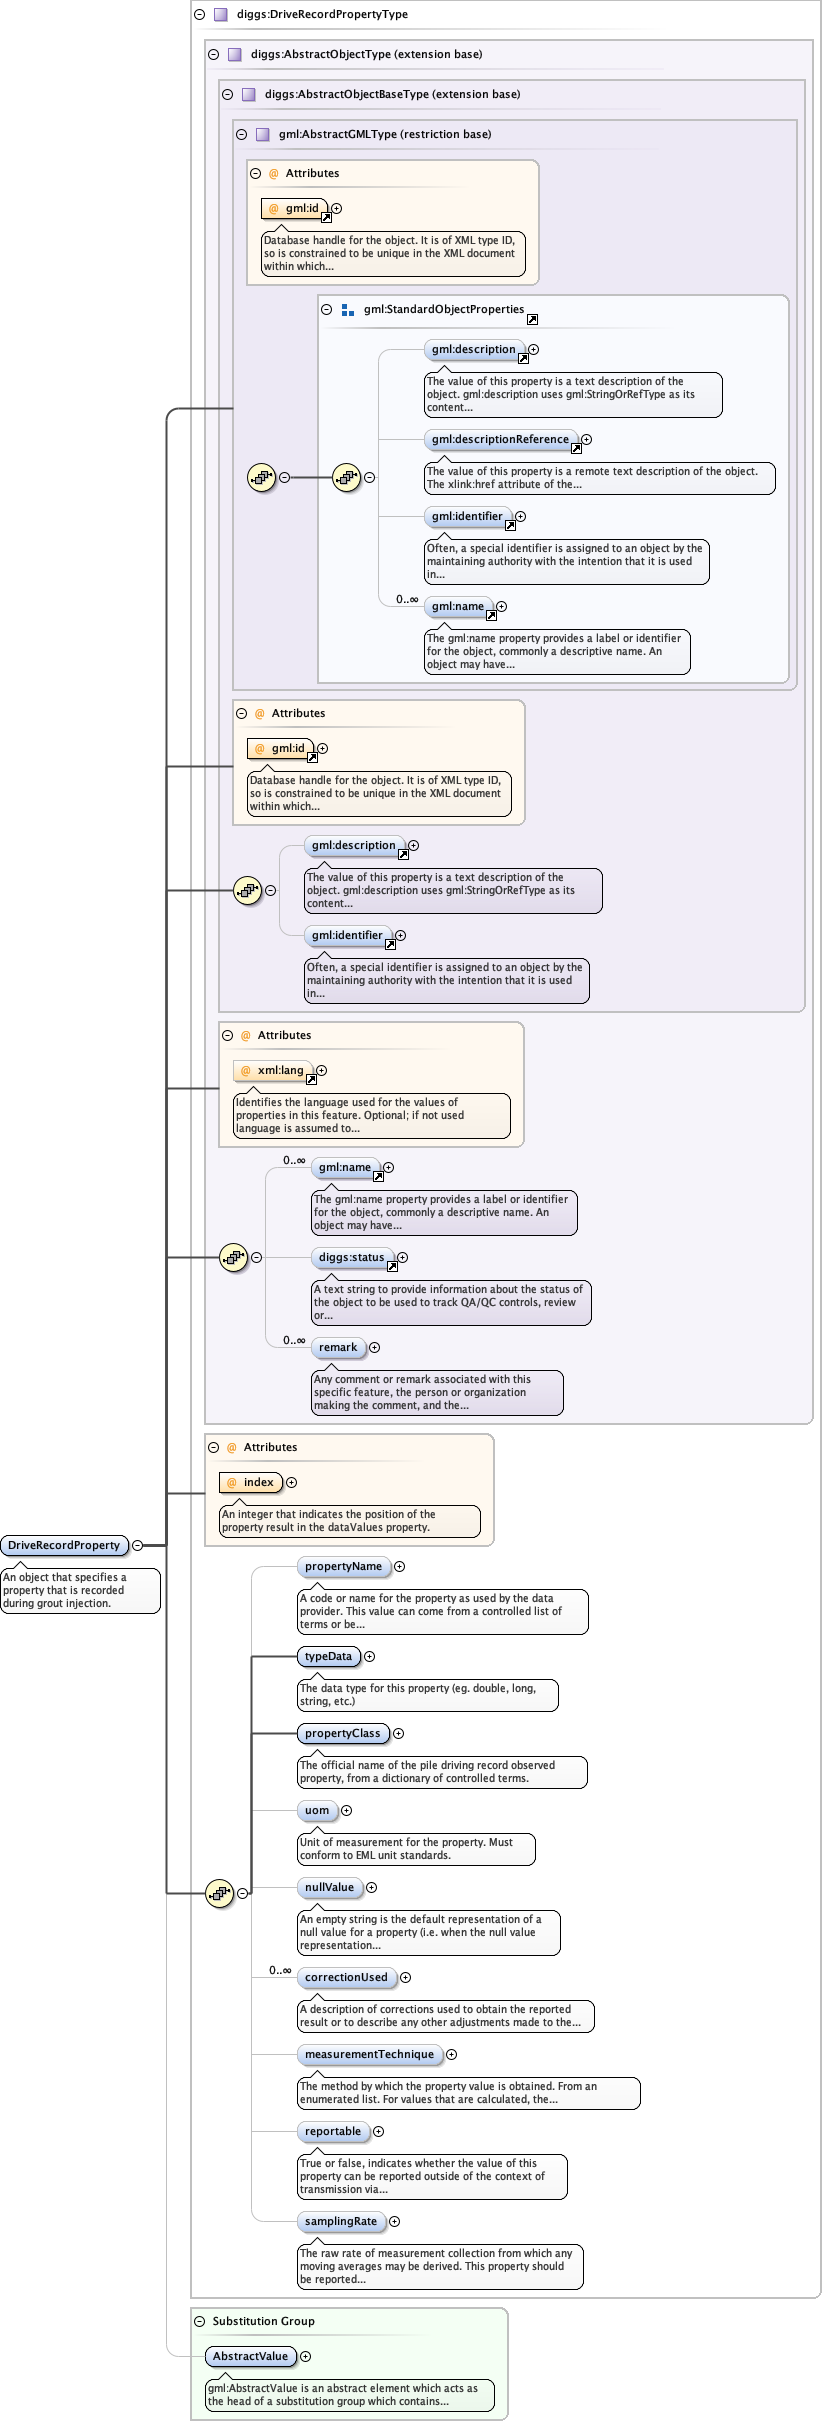 diggs:DriveRecordPropertyType
diggs:AbstractObjectType (extension base)
diggs:AbstractObjectBaseType (extension base)
gml:AbstractGMLType (restriction base)
@ Attributes
@ gml:id
Database handle for the object. It is of XML type ID,
so is constrained to be unique in the XML document
within which...
gml:StandardObjectProperties
gml:description
The value of this property is a text description of the
object. gml:description uses gml:StringOrRefType as its
content...
gml:descriptionReference
The value of this property is a remote text description of the object.
The xlink:href attribute of the...
gml:identifier
Often, a special identifier is assigned to an object by the
maintaining authority with the intention that it is used
in...
0..∞
gml:name
The gml:name property provides a label or identifier
for the object, commonly a descriptive name. An
object may have...
@ Attributes
@ gml:id
Database handle for the object. It is of XML type ID,
so is constrained to be unique in the XML document
within which...
gml:description
The value of this property is a text description of the
object. gml:description uses gml:StringOrRefType as its
content...
gml:identifier
Often, a special identifier is assigned to an object by the
maintaining authority with the intention that it is used
in...
@ Attributes
@ xml:lang
Identifies the language used for the values of
properties in this feature. Optional; if not used
language is assumed to...
0..∞
gml:name
The gml:name property provides a label or identifier
for the object, commonly a descriptive name. An
object may have...
diggs:status
A text string to provide information about the status of
the object to be used to track QA/QC controls, review
or...
0..∞
remark
Any comment or remark associated with this
specific feature, the person or organization
making the comment, and the...
@ Attributes
@ index
An integer that indicates the position of the
property result in the dataValues property.
DriveRecordProperty
An object that specifies a
property that is recorded
during grout injection.
propertyName
A code or name for the property as used by the data
provider. This value can come from a controlled list of
terms or be...
typeData
The data type for this property (eg. double, long,
string, etc.)
propertyClass
The official name of the pile driving record observed
property, from a dictionary of controlled terms.
uom
Unit of measurement for the property. Must
conform to EML unit standards.
nullValue
An empty string is the default representation of a
null value for a property (i.e. when the null value
representation...
0..∞
correctionUsed
A description of corrections used to obtain the reported
result or to describe any other adjustments made to the...
measurementTechnique
The method by which the property value is obtained. From an
enumerated list. For values that are calculated, the...
reportable
True or false, indicates whether the value of this
property can be reported outside of the context of
transmission via...
samplingRate
The raw rate of measurement collection from which any
moving averages may be derived. This property should
be reported...
Substitution Group
AbstractValue
gml:AbstractValue is an abstract element which acts as
the head of a substitution group which contains...